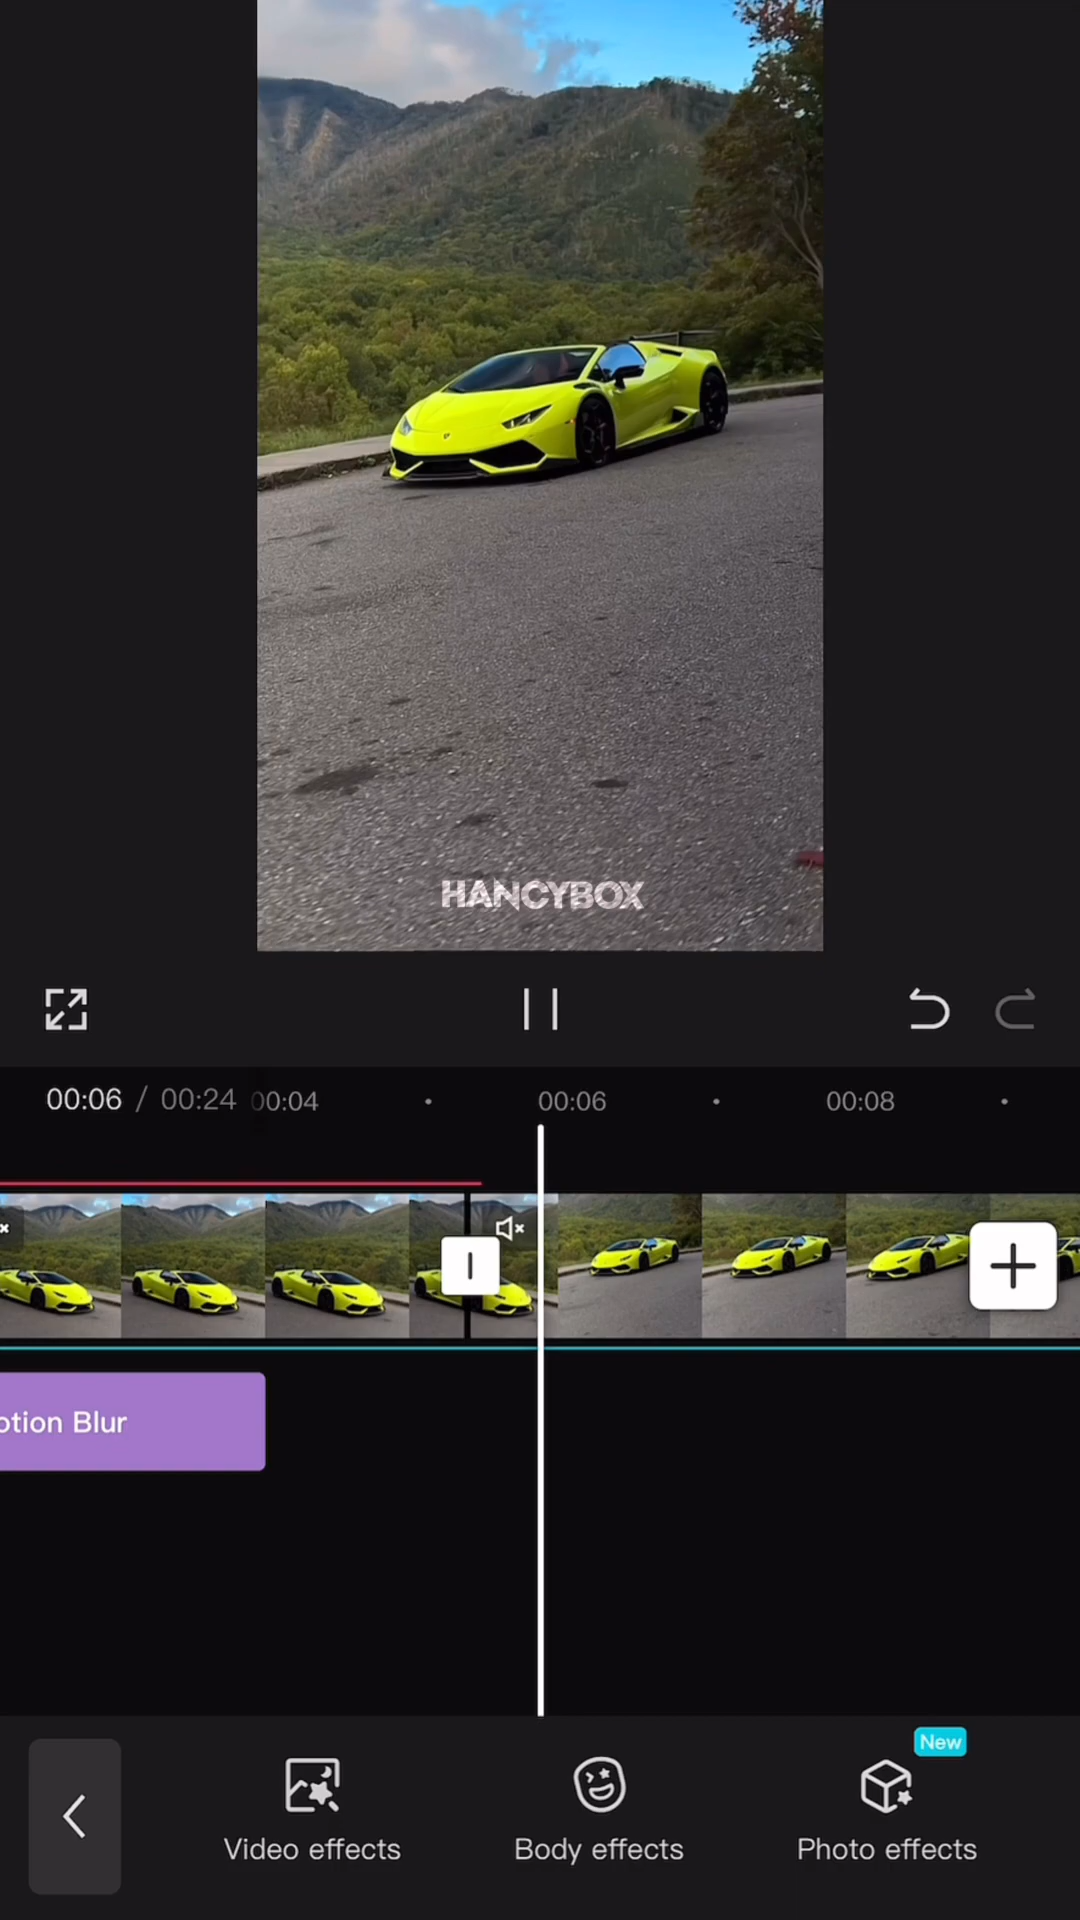 HANCYBOX
00:06 / 00:24 00:04 00:06 00:08
otion Blur
New
Video effects Body effects Photo effects